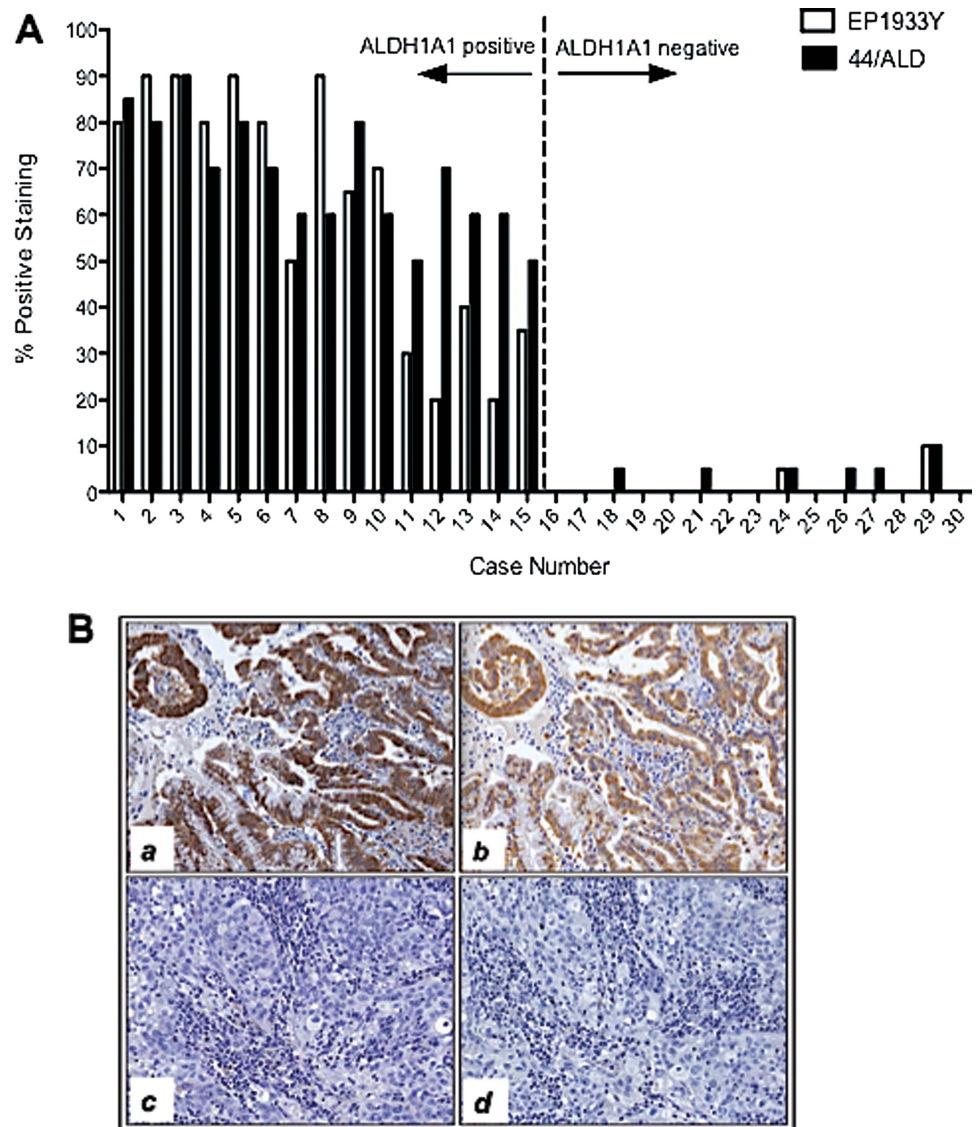 A
EP1933Y
44/ALD
ALDH1A1 positive
ALDH1A1 negative
% Positive Staining
100
90
80
70
60
50
40
30
20
10
0
1 2 3 4 5 6 7 8 9 10 11 12 13 14 15 16 17 18 19 20 21 22 23 24 25 26 27 28 29 30
Case Number
B
a
b
c
d